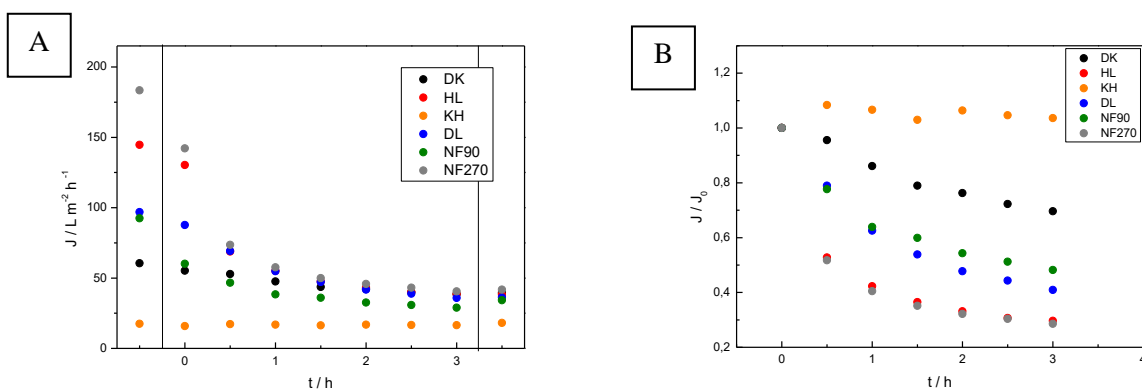 A
J / L m⁻² h⁻¹
200
150
100
50
0
DK
HL
KH
DL
NF90
NF270
0 1 2 3
t / h
B
J / J₀
1,2
1,0
0,8
0,6
0,4
0,2
DK
HL
KH
DL
NF90
NF270
0 1 2 3 4
t / h